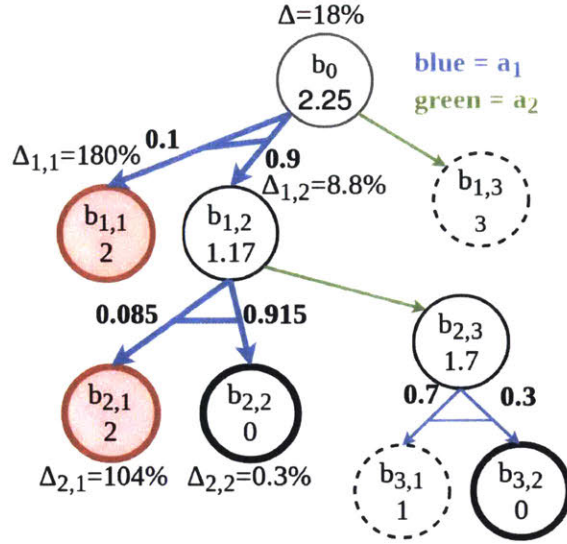 Δ=18%
b0
2.25
blue = a1
green = a2
0.1
0.9
Δ1,1=180%
Δ1,2=8.8%
b1,1
2
b1,2
1.17
b1,3
3
0.085
0.915
b2,3
1.7
b2,1
2
b2,2
0
0.7
0.3
Δ2,1=104%
Δ2,2=0.3%
b3,1
1
b3,2
0